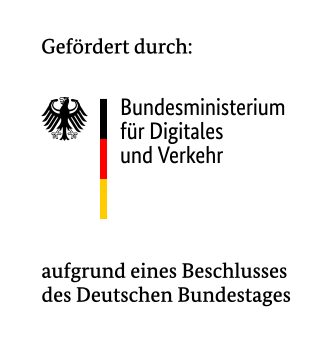 Gefördert durch:
Bundesministerium
für Digitales
und Verkehr
aufgrund eines Beschlusses
des Deutschen Bundestages